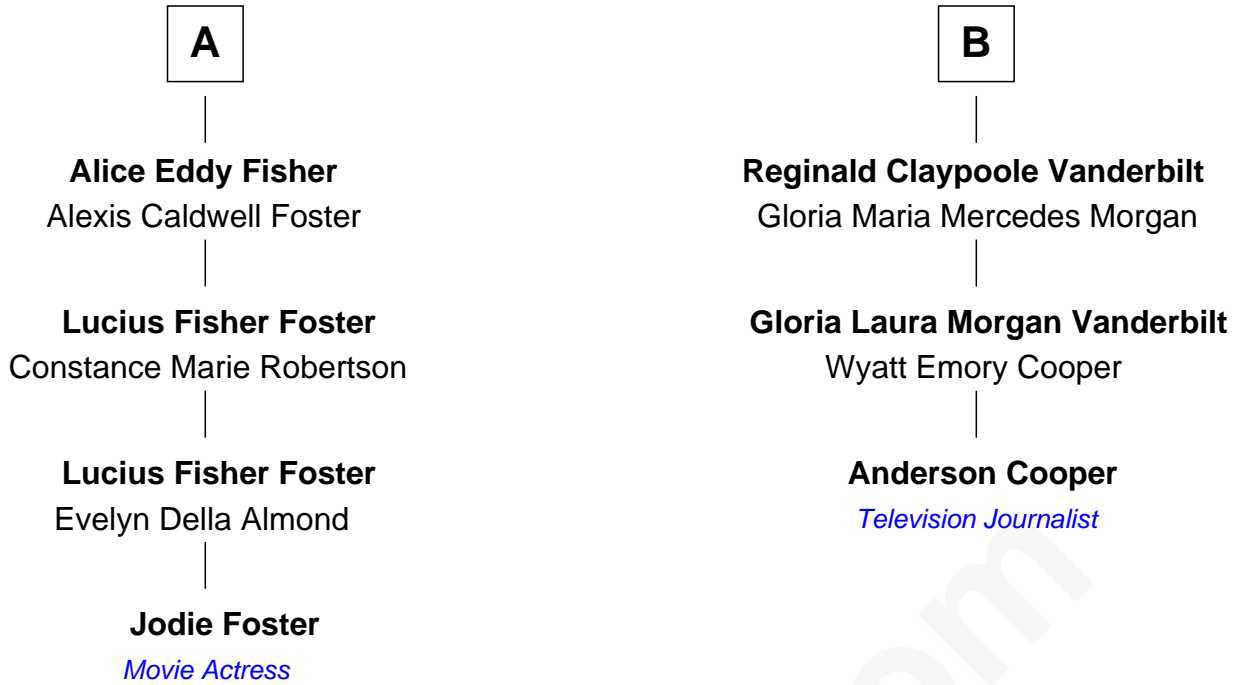 A
Alice Eddy Fisher
Alexis Caldwell Foster
Lucius Fisher Foster
Constance Marie Robertson
Lucius Fisher Foster
Evelyn Della Almond
Jodie Foster
Movie Actress
B
Reginald Claypoole Vanderbilt
Gloria Maria Mercedes Morgan
Gloria Laura Morgan Vanderbilt
Wyatt Emory Cooper
Anderson Cooper
Television Journalist
om